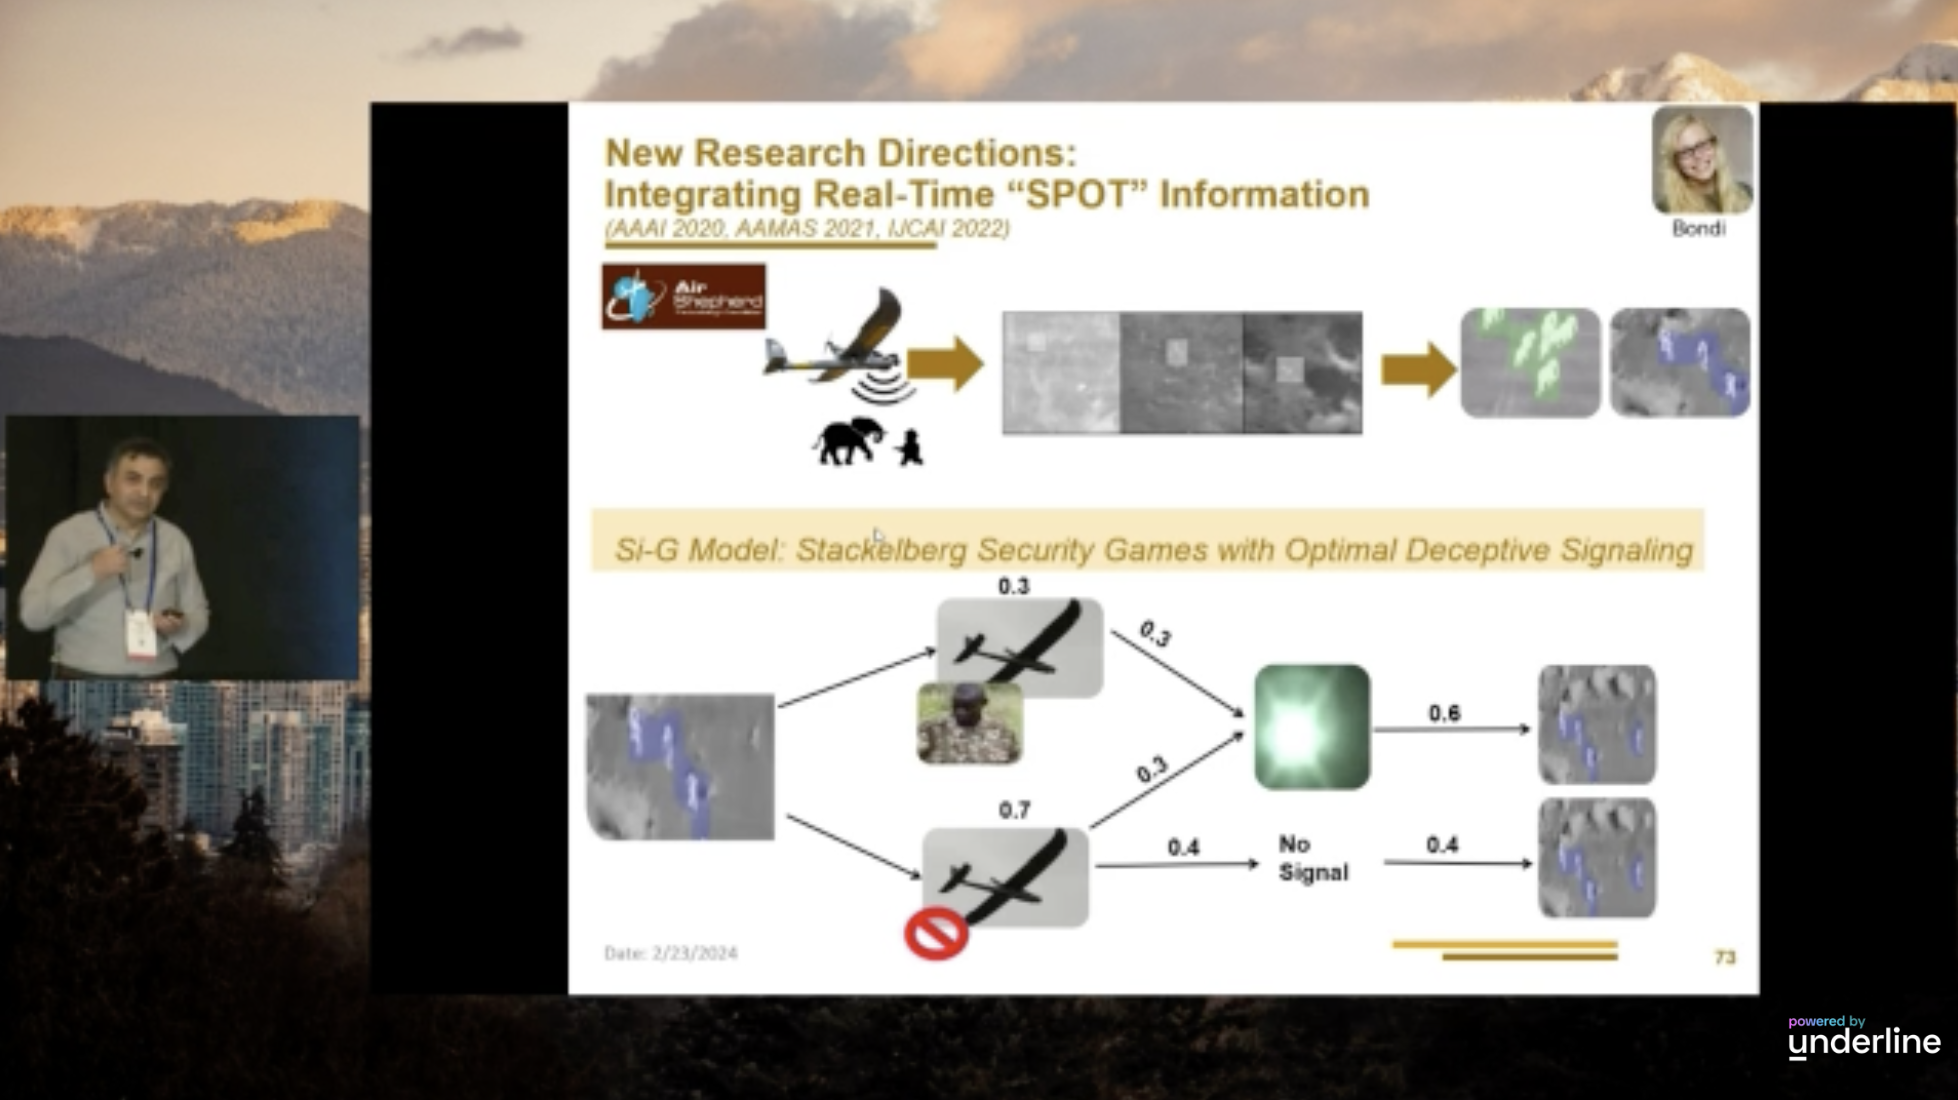 New Research Directions:
Integrating Real-Time “SPOT” Information
(AAAI 2020, AAMAS 2021, IJCAI 2022)
Bondi
Air
Shepherd
Si-G Model: Stackelberg Security Games with Optimal Deceptive Signaling
0.3
0.3
0.6
0.3
0.7
0.4
No
Signal
0.4
Date: 2/23/2024
73
powered by
underline